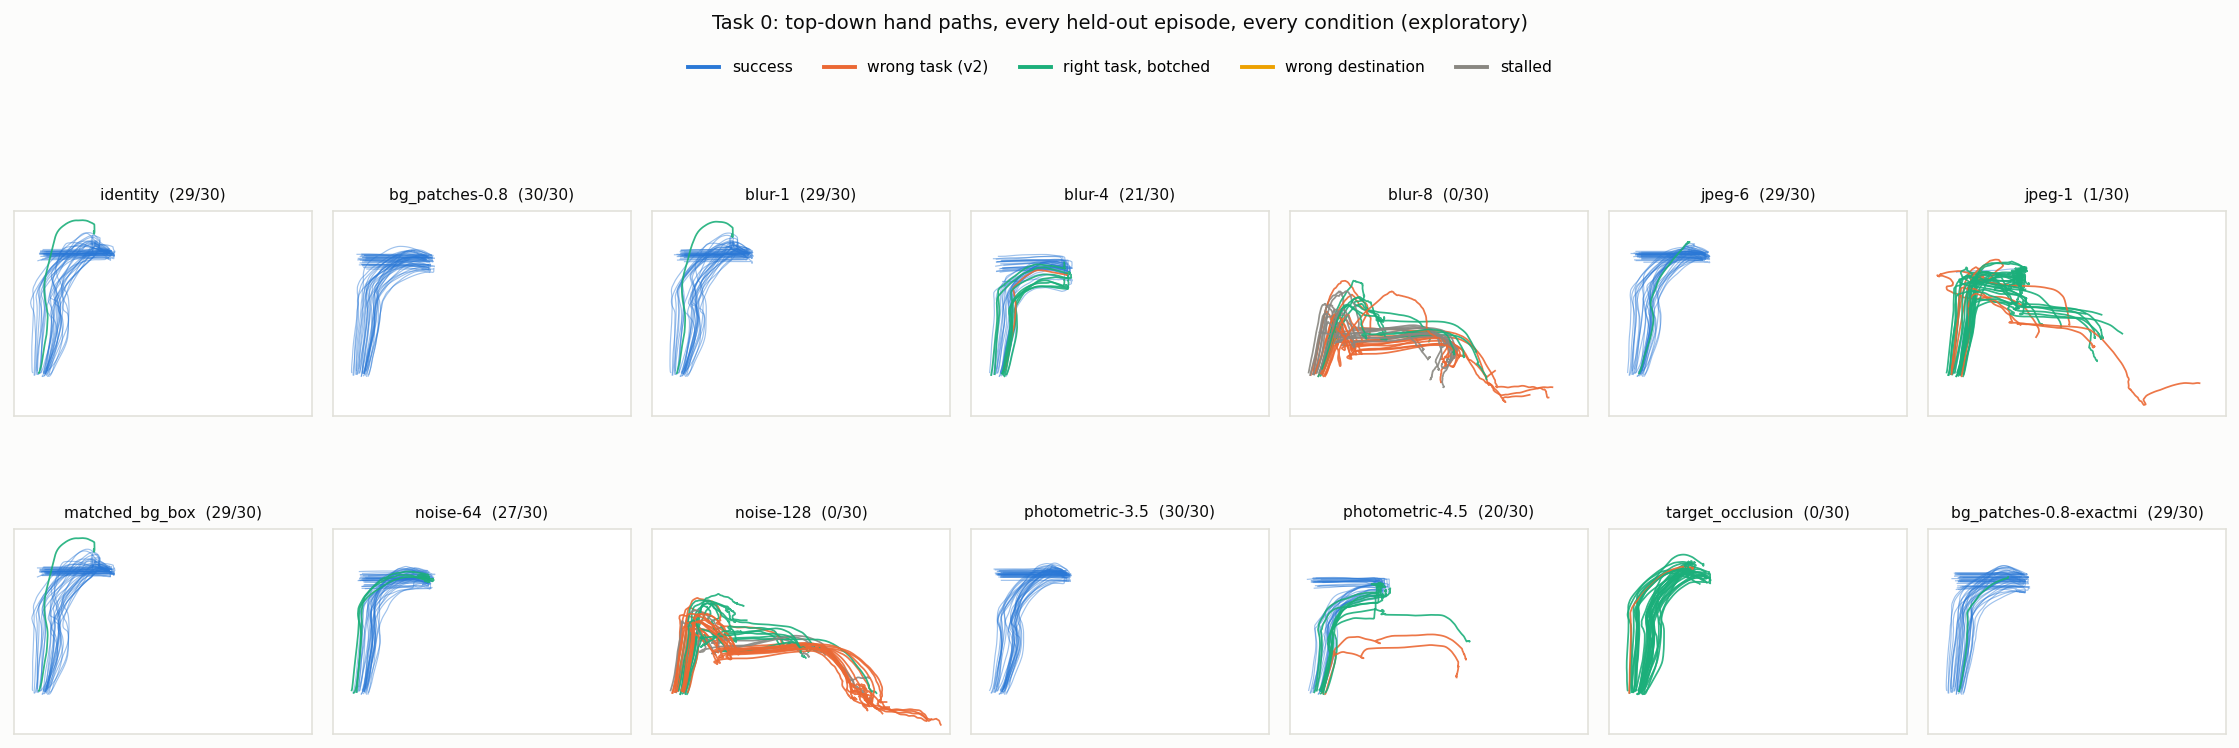 Task 0: top-down hand paths, every held-out episode, every condition (exploratory)
success wrong task (v2) right task, botched wrong destination stalled
identity (29/30) bg_patches-0.8 (30/30) blur-1 (29/30) blur-4 (21/30) blur-8 (0/30) jpeg-6 (29/30) jpeg-1 (1/30)
matched_bg_box (29/30) noise-64 (27/30) noise-128 (0/30) photometric-3.5 (30/30) photometric-4.5 (20/30) target_occlusion (0/30) bg_patches-0.8-exactmi (29/30)